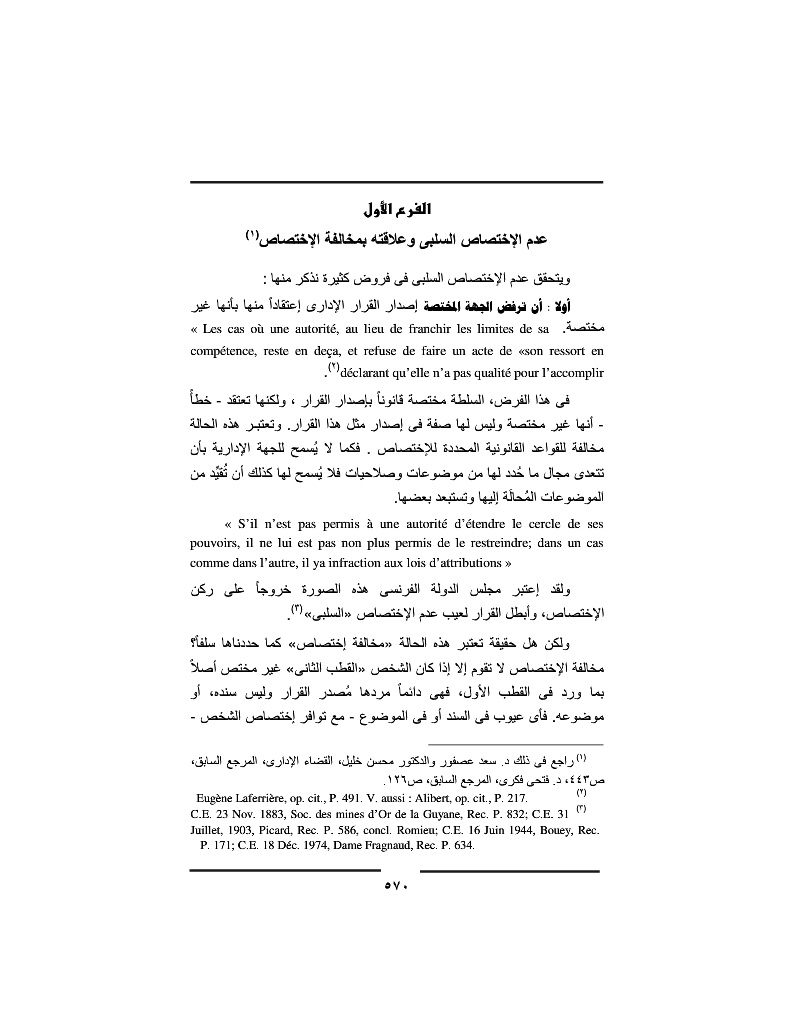 الفرع الأول
عدم الإختصاص السلبى وعلاقته بمخالفة الإختصاص(١)
ويتحقق عدم الإختصاص السلبى فى فروض كثيرة نذكر منها :
أولا : أن ترفض الجهة المختصة إصدار القرار الإدارى إعتقاداً منها بأنها غير
مختصة. « Les cas où une autorité, au lieu de franchir les limites de sa
compétence, reste en deça, et refuse de faire un acte de «son ressort en
déclarant qu’elle n’a pas qualité pour l’accomplir(٢).
فى هذا الفرض، السلطة مختصة قانوناً بإصدار القرار ، ولكنها تعتقد - خطأً
- أنها غير مختصة وليس لها صفة فى إصدار مثل هذا القرار. وتعتبر هذه الحالة
مخالفة للقواعد القانونية المحددة للإختصاص . فكما لا يُسمح للجهة الإدارية بأن
تتعدى مجال ما حُدد لها من موضوعات وصلاحيات فلا يُسمح لها كذلك أن تُقيِّد من
الموضوعات المُحالَة إليها وتستبعد بعضها.
« S’il n’est pas permis à une autorité d’étendre le cercle de ses
pouvoirs, il ne lui est pas non plus permis de le restreindre; dans un cas
comme dans l’autre, il ya infraction aux lois d’attributions »
ولقد إعتبر مجلس الدولة الفرنسى هذه الصورة خروجاً على ركن
الإختصاص، وأبطل القرار لعيب عدم الإختصاص «السلبى»(٣).
ولكن هل حقيقة تعتبر هذه الحالة «مخالفة إختصاص» كما حددناها سلفاً؟
مخالفة الإختصاص لا تقوم إلا إذا كان الشخص «القطب الثانى» غير مختص أصلاً
بما ورد فى القطب الأول، فهى دائماً مردها مُصدر القرار وليس سنده، أو
موضوعه. فأى عيوب فى السند أو فى الموضوع - مع توافر إختصاص الشخص -
(١) راجع فى ذلك د. سعد عصفور والدكتور محسن خليل، القضاء الإدارى، المرجع السابق،
ص٤٤٣، د. فتحى فكرى، المرجع السابق، ص١٢٦.
(٢) Eugène Laferrière, op. cit., P. 491. V. aussi : Alibert, op. cit., P. 217.
(٣) C.E. 23 Nov. 1883, Soc. des mines d’Or de la Guyane, Rec. P. 832; C.E. 31
Juillet, 1903, Picard, Rec. P. 586, concl. Romieu; C.E. 16 Juin 1944, Bouey, Rec.
P. 171; C.E. 18 Déc. 1974, Dame Fragnaud, Rec. P. 634.
٥٧٠